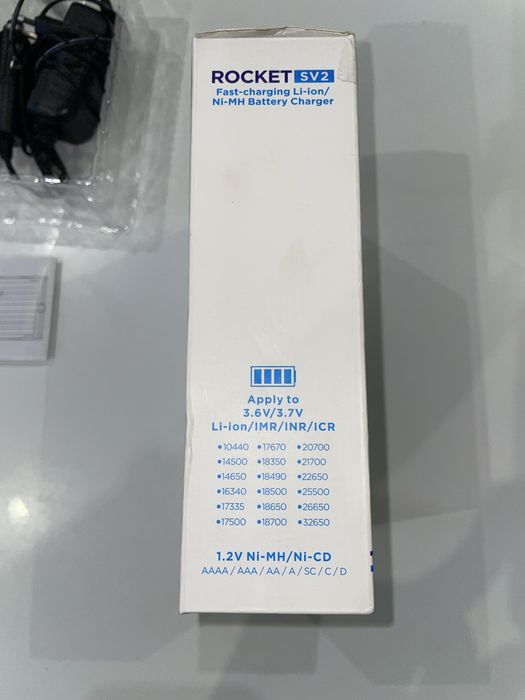 ROCKET SV2
Fast-charging Li-ion/
Ni-MH Battery Charger
Apply to
3.6V/3.7V
Li-ion/IMR/INR/ICR
•10440 •17670 •20700
•14500 •18350 •21700
•14650 •18490 •22650
•16340 •18500 •25500
•17335 •18650 •26650
•17500 •18700 •32650
1.2V Ni-MH/Ni-CD
AAAA / AAA / AA / A / SC / C / D